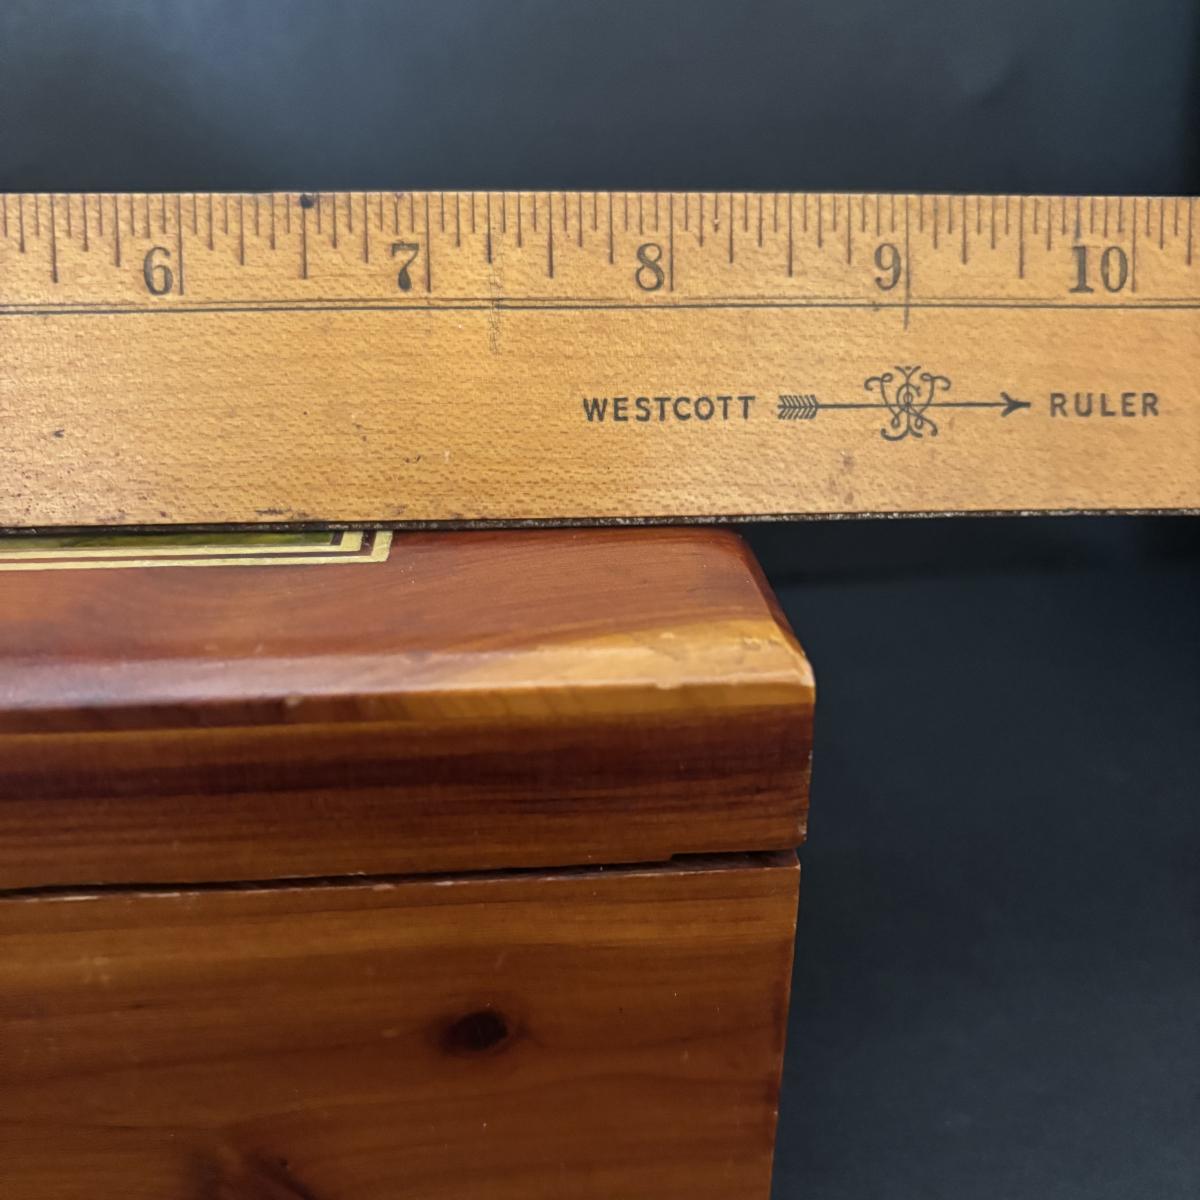 6 7 8 9 10
WESTCOTT RULER